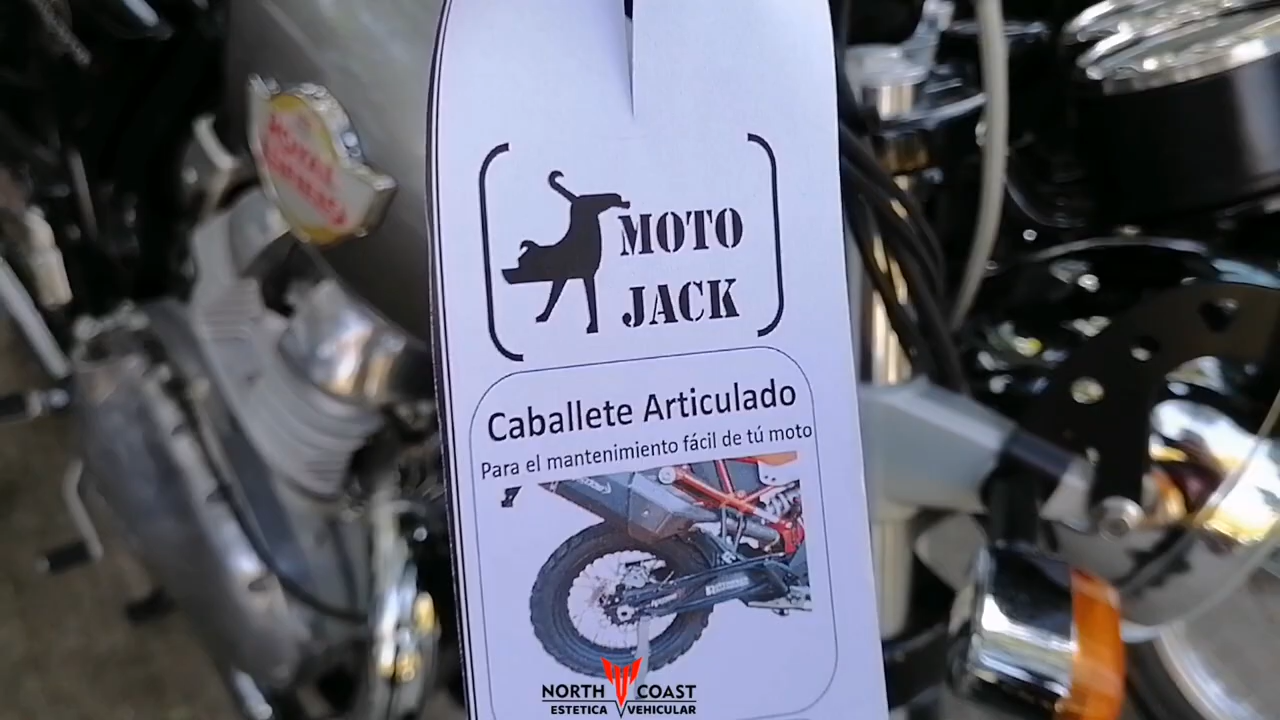 MOTO
JACK
Caballete Articulado
Para el mantenimiento fácil de tú moto
NORTH COAST
ESTETICA VEHICULAR